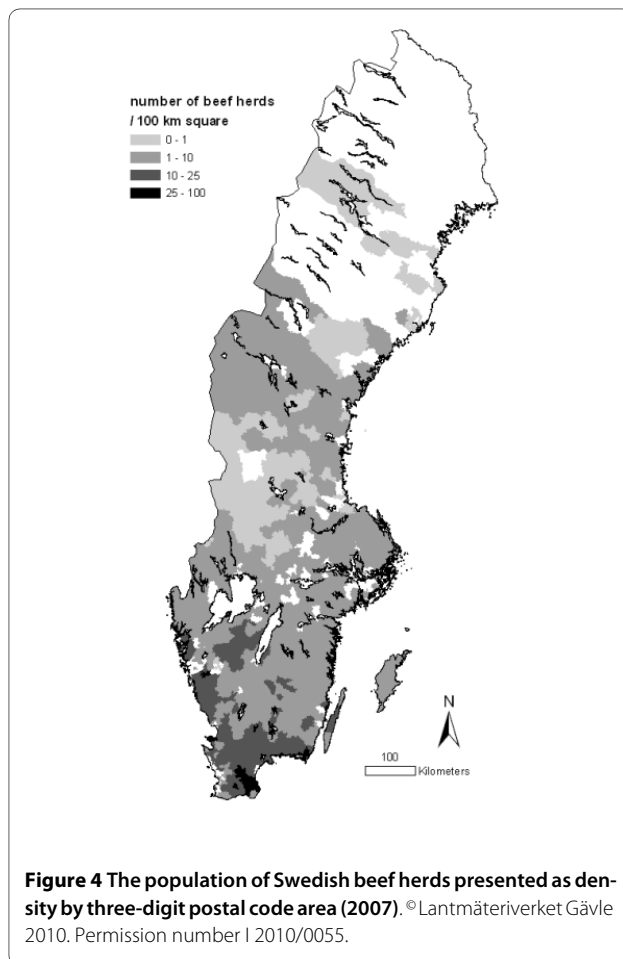 number of beef herds
/ 100 km square
0 - 1
1 - 10
10 - 25
25 - 100
N
100
Kilometers
Figure 4 The population of Swedish beef herds presented as den-
sity by three-digit postal code area (2007). © Lantmäteriverket Gävle
2010. Permission number I 2010/0055.